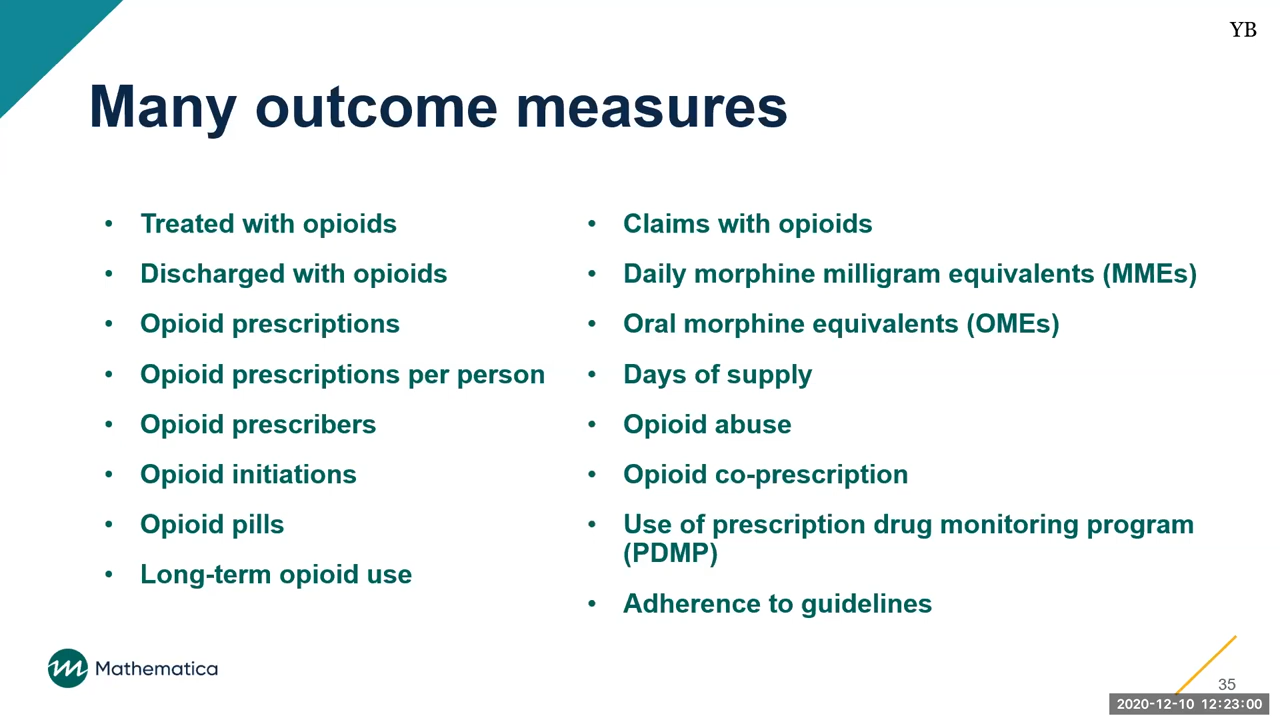 YB
Many outcome measures
• Treated with opioids
• Discharged with opioids
• Opioid prescriptions
• Opioid prescriptions per person
• Opioid prescribers
• Opioid initiations
• Opioid pills
• Long-term opioid use
• Claims with opioids
• Daily morphine milligram equivalents (MMEs)
• Oral morphine equivalents (OMEs)
• Days of supply
• Opioid abuse
• Opioid co-prescription
• Use of prescription drug monitoring program
(PDMP)
• Adherence to guidelines
Mathematica
35
2020-12-10 12:23:00